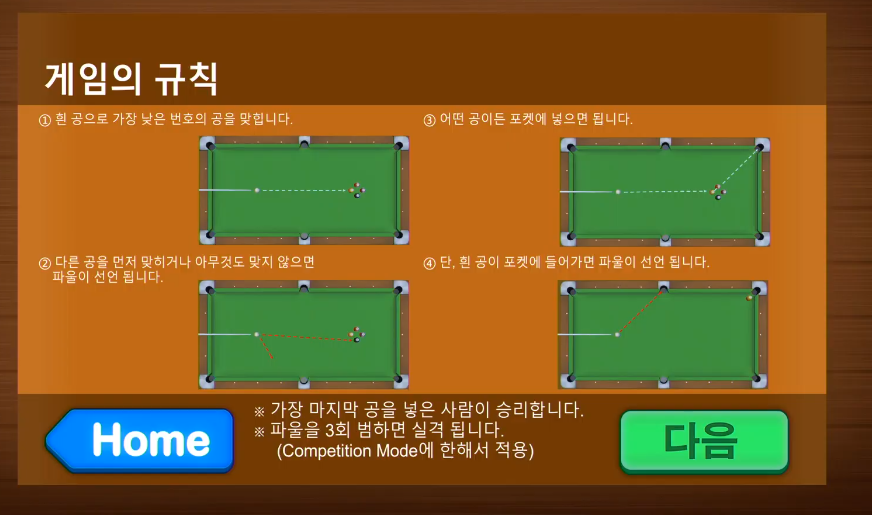 게임의 규칙
① 흰 공으로 가장 낮은 번호의 공을 맞힙니다.
② 다른 공을 먼저 맞히거나 아무것도 맞지 않으면
파울이 선언 됩니다.
③ 어떤 공이든 포켓에 넣으면 됩니다.
④ 단, 흰 공이 포켓에 들어가면 파울이 선언 됩니다.
※ 가장 마지막 공을 넣은 사람이 승리합니다.
※ 파울을 3회 범하면 실격 됩니다.
(Competition Mode에 한해서 적용)
Home
다음